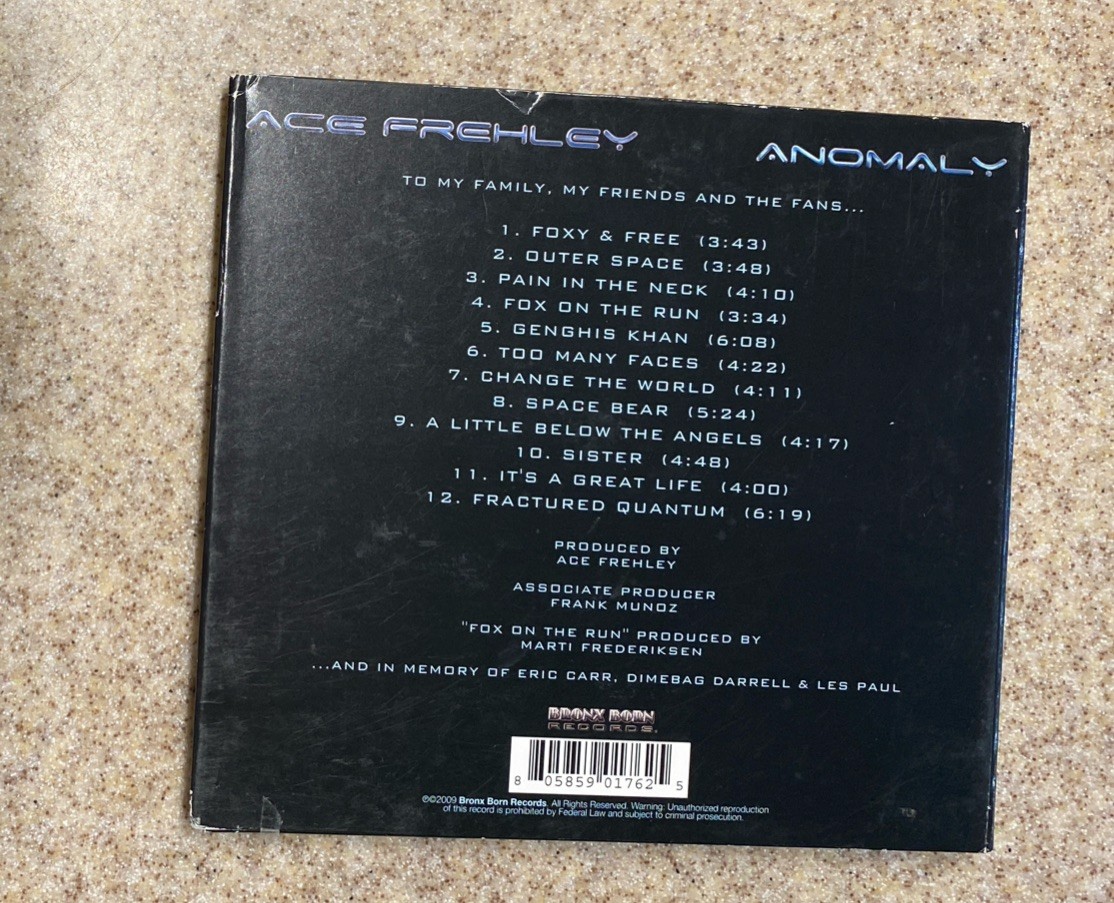 ACE FREHLEY
ANOMALY
TO MY FAMILY, MY FRIENDS AND THE FANS...
1. FOXY & FREE (3:43)
2. OUTER SPACE (3:48)
3. PAIN IN THE NECK (4:10)
4. FOX ON THE RUN (3:34)
5. GENGHIS KHAN (6:08)
6. TOO MANY FACES (4:22)
7. CHANGE THE WORLD (4:11)
8. SPACE BEAR (5:24)
9. A LITTLE BELOW THE ANGELS (4:17)
10. SISTER (4:48)
11. IT'S A GREAT LIFE (4:00)
12. FRACTURED QUANTUM (6:19)
PRODUCED BY
ACE FREHLEY
ASSOCIATE PRODUCER
FRANK MUNOZ
"FOX ON THE RUN" PRODUCED BY
MARTI FREDERIKSEN
...AND IN MEMORY OF ERIC CARR, DIMEBAG DARRELL & LES PAUL
BRONX BORN
RECORDS.
8 05859 01762 5
℗©2009 Bronx Born Records. All Rights Reserved. Warning: Unauthorized reproduction
of this record is prohibited by Federal Law and subject to criminal prosecution.